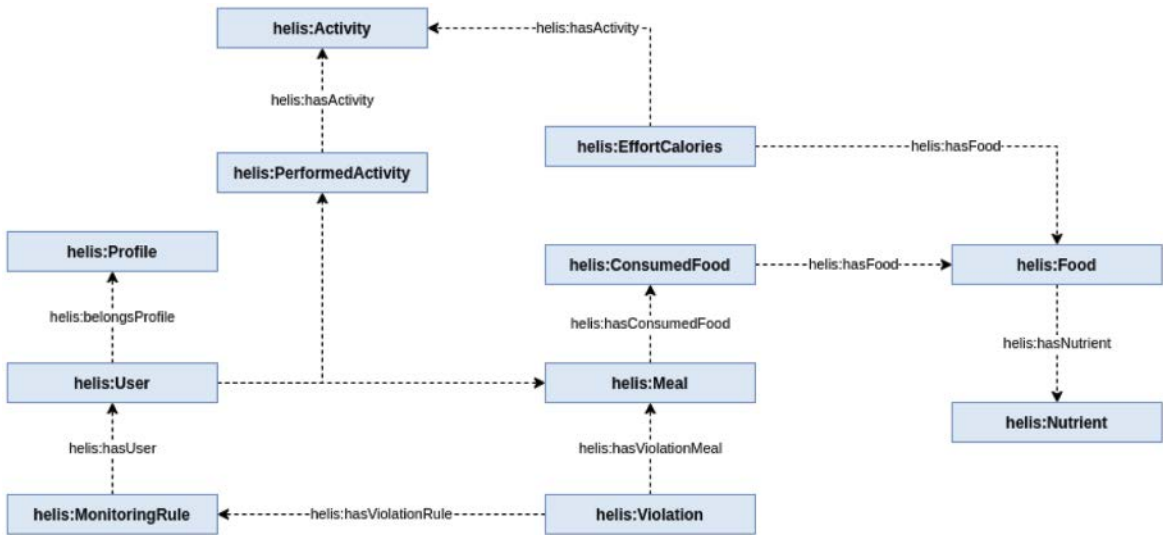 helis:Activity
helis:hasActivity
helis:hasActivity
helis:EffortCalories
helis:hasFood
helis:PerformedActivity
helis:Profile
helis:ConsumedFood
helis:hasFood
helis:Food
helis:belongsProfile
helis:hasConsumedFood
helis:hasNutrient
helis:User
helis:Meal
helis:Nutrient
helis:hasUser
helis:hasViolationMeal
helis:MonitoringRule
helis:hasViolationRule
helis:Violation